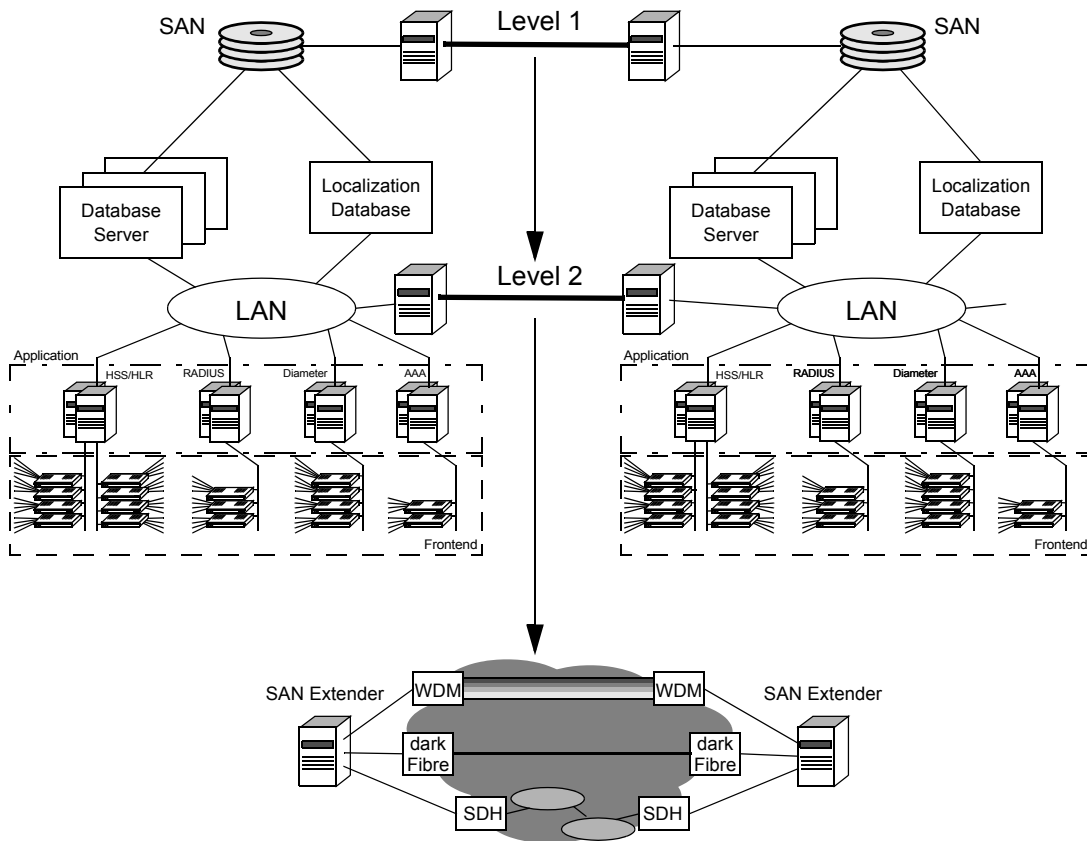 SAN
Level 1
SAN
Database
Server
Localization
Database
Database
Server
Localization
Database
LAN
Level 2
LAN
Application
HSS/HLR
RADIUS
Diameter
AAA
Frontend
Application
HSS/HLR
RADIUS
Diameter
AAA
Frontend
SAN Extender
WDM
WDM
SAN Extender
dark
Fibre
dark
Fibre
SDH
SDH